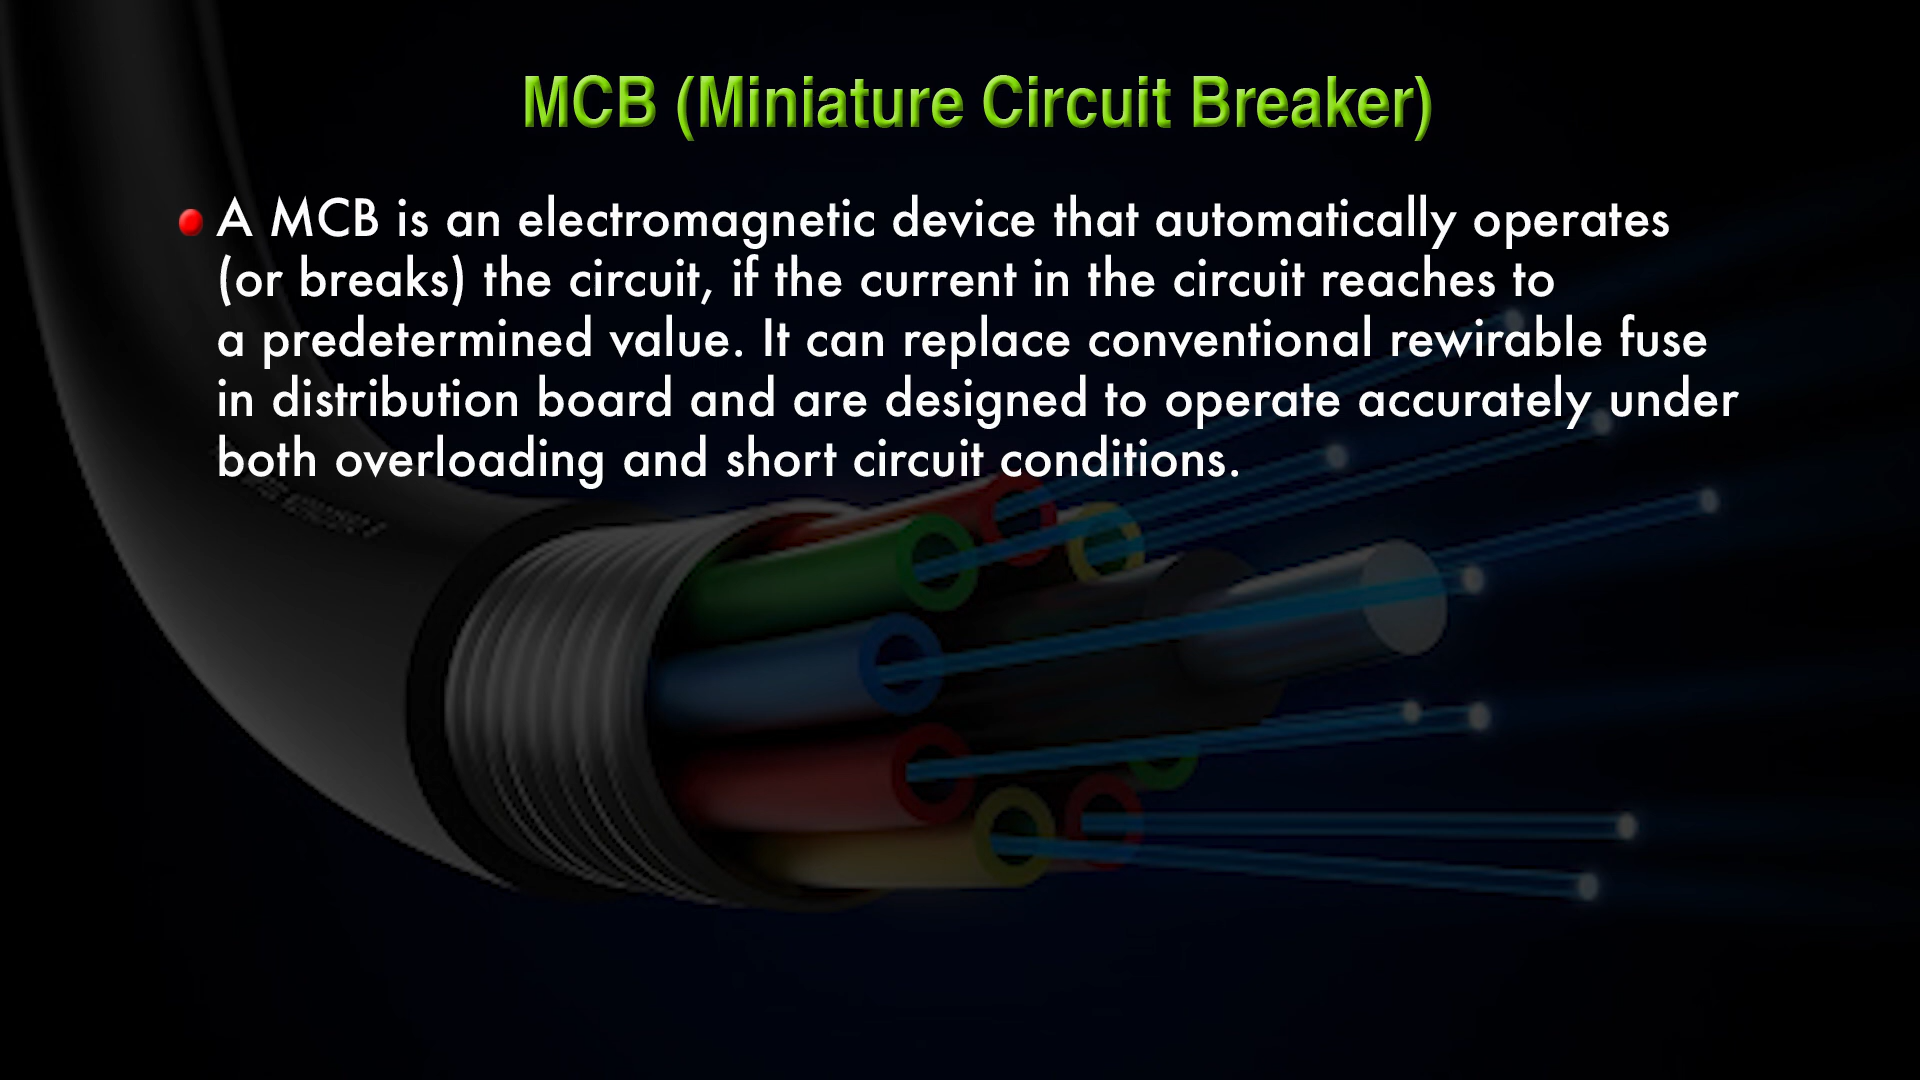 MCB (Miniature Circuit Breaker)
A MCB is an electromagnetic device that automatically operates
(or breaks) the circuit, if the current in the circuit reaches to
a predetermined value. It can replace conventional rewirable fuse
in distribution board and are designed to operate accurately under
both overloading and short circuit conditions.